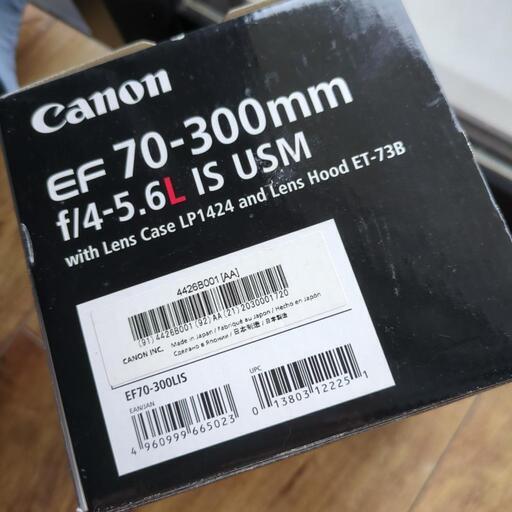 Canon
EF 70-300mm
f/4-5.6L IS USM
with Lens Case LP1424 and Lens Hood ET-73B
4426B001 [AA]
(91) 4426B001 (92) AA (21) 2030001720
CANON INC. Made in Japan / Fabriqué au Japon / Hecho en Japón
Сделано в Японии / 日本制造 / 日本製造
EF70-300LIS
EAN/JAN
4 960999 665023
UPC
0 13803 12225 1